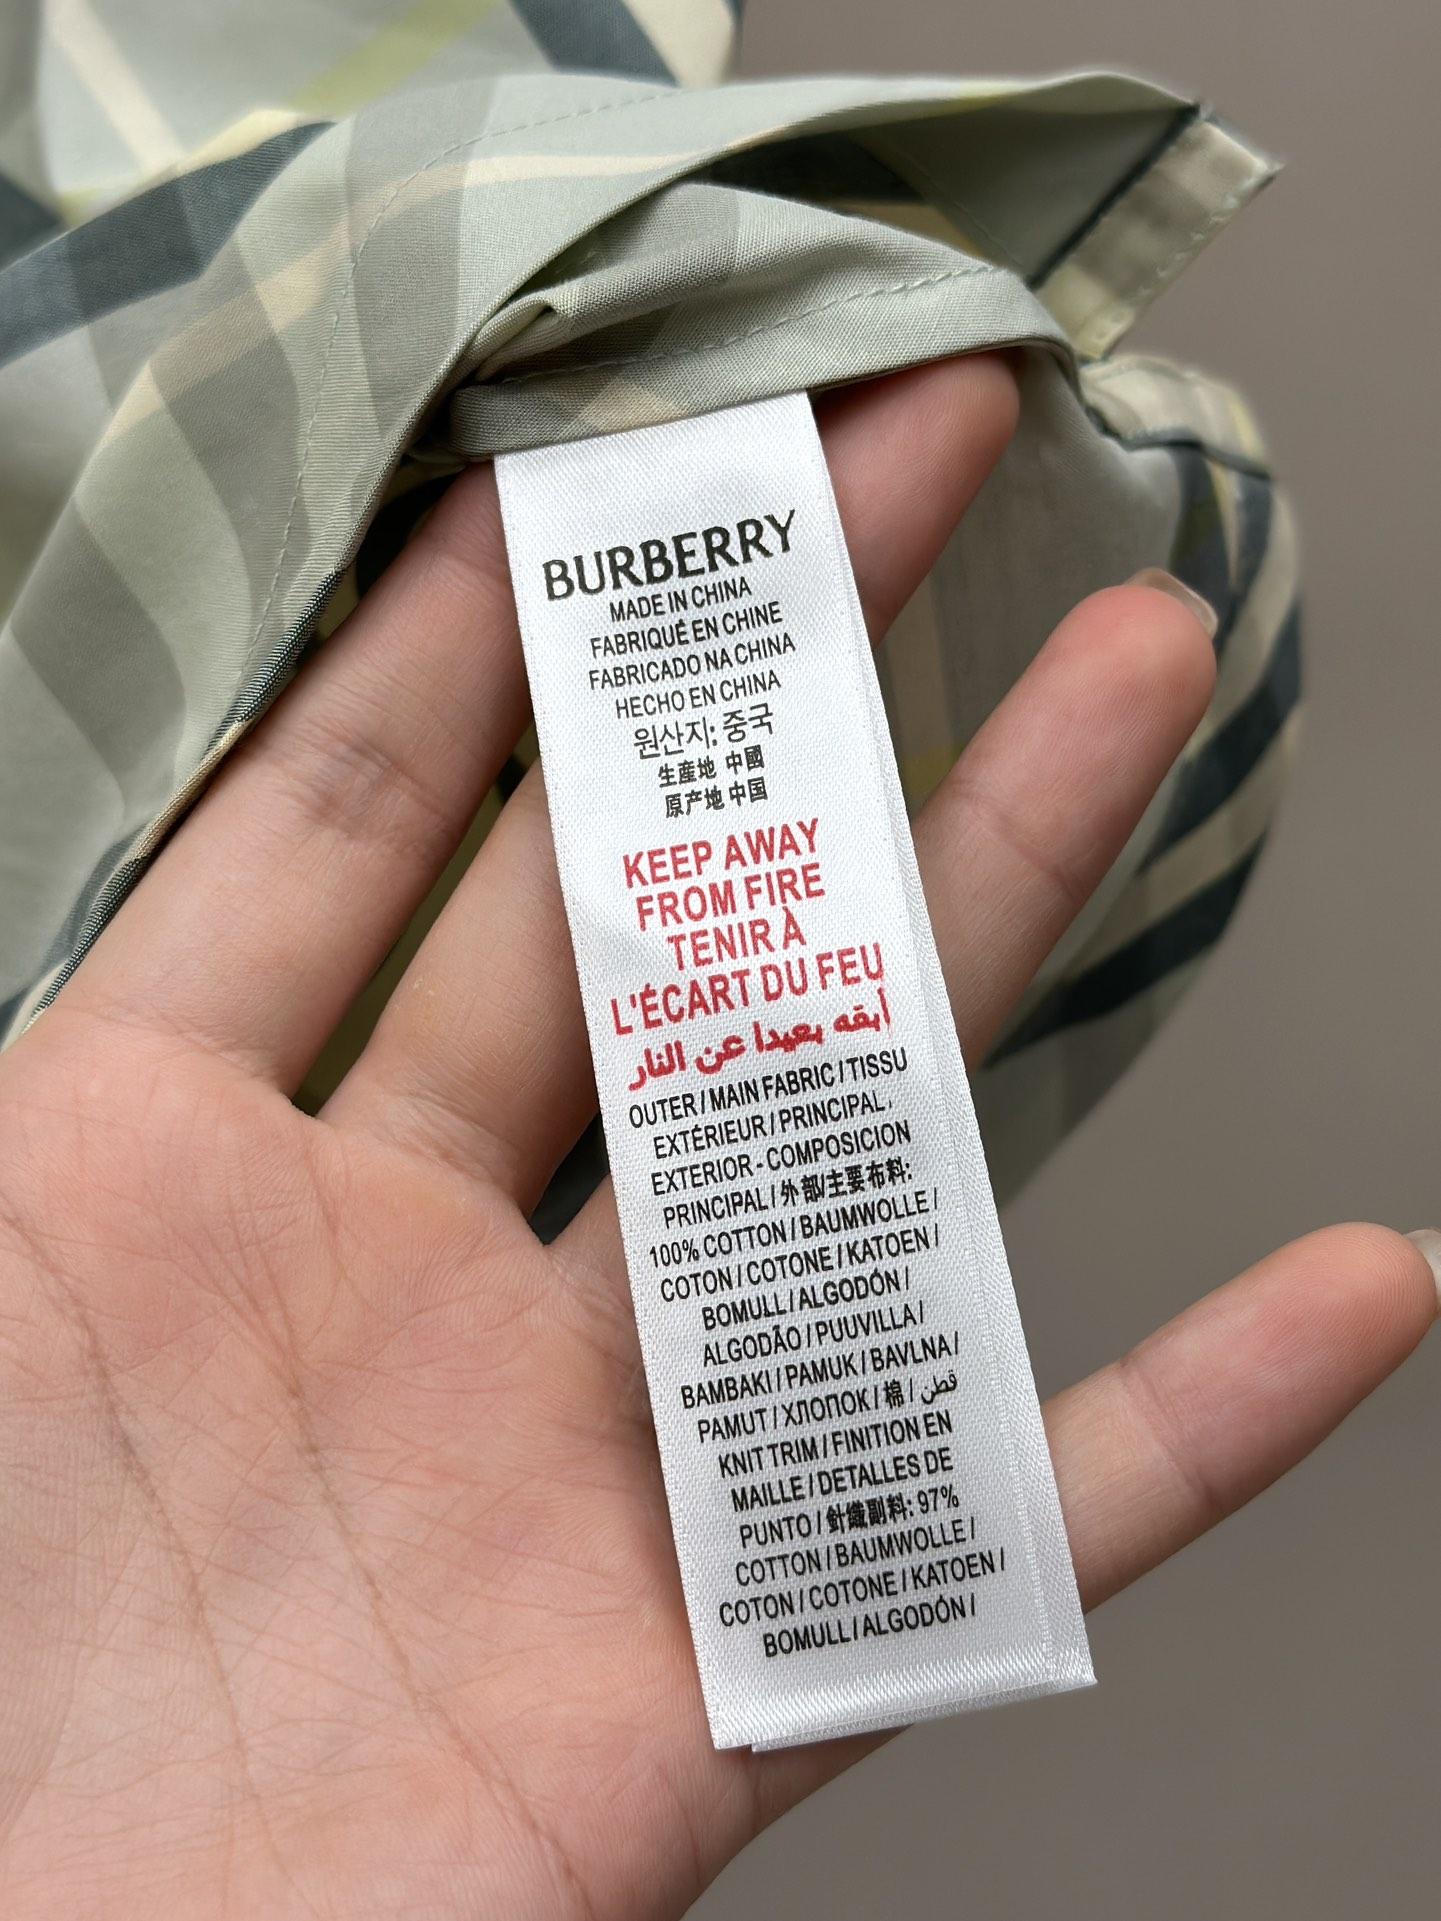 BURBERRY
MADE IN CHINA
FABRIQUÉ EN CHINE
FABRICADO NA CHINA
HECHO EN CHINA
원산지: 중국
生産地 中國
原产地 中国
KEEP AWAY
FROM FIRE
TENIR À
L'ÉCART DU FEU
أبقه بعيدا عن النار
OUTER / MAIN FABRIC / TISSU
EXTÉRIEUR / PRINCIPAL,
EXTERIOR - COMPOSICION
PRINCIPAL / 外部/主要布料:
100% COTTON / BAUMWOLLE /
COTON / COTONE / KATOEN /
BOMULL / ALGODÓN /
ALGODÃO / PUUVILLA /
BAMBAKI / PAMUK / BAVLNA /
PAMUT / ХЛОПОК / 棉 / قطن
KNIT TRIM / FINITION EN
MAILLE / DETALLES DE
PUNTO / 針織副料: 97%
COTTON / BAUMWOLLE /
COTON / COTONE / KATOEN /
BOMULL / ALGODÓN /